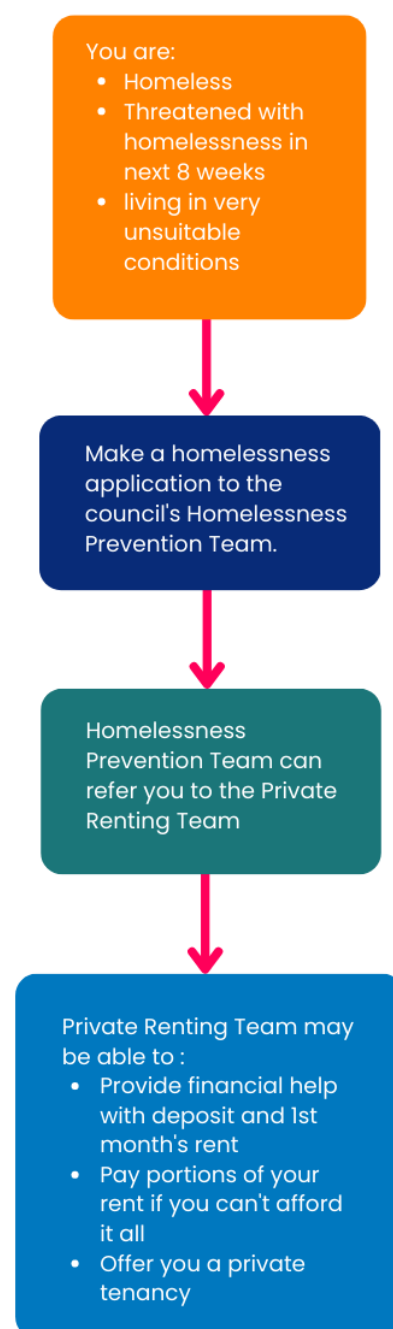 You are:
• Homeless
• Threatened with
homelessness in
next 8 weeks
• living in very
unsuitable
conditions
Make a homelessness
application to the
council's Homelessness
Prevention Team.
Homelessness
Prevention Team can
refer you to the Private
Renting Team
Private Renting Team may
be able to :
• Provide financial help
with deposit and 1st
month's rent
• Pay portions of your
rent if you can't afford
it all
• Offer you a private
tenancy